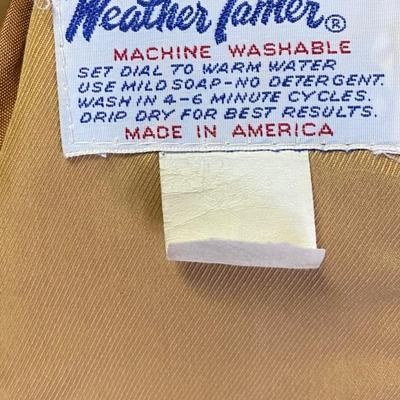 Weather Tamer®
MACHINE WASHABLE
SET DIAL TO WARM WATER
USE MILD SOAP-NO DETERGENT.
WASH IN 4-6 MINUTE CYCLES.
DRIP DRY FOR BEST RESULTS.
MADE IN AMERICA